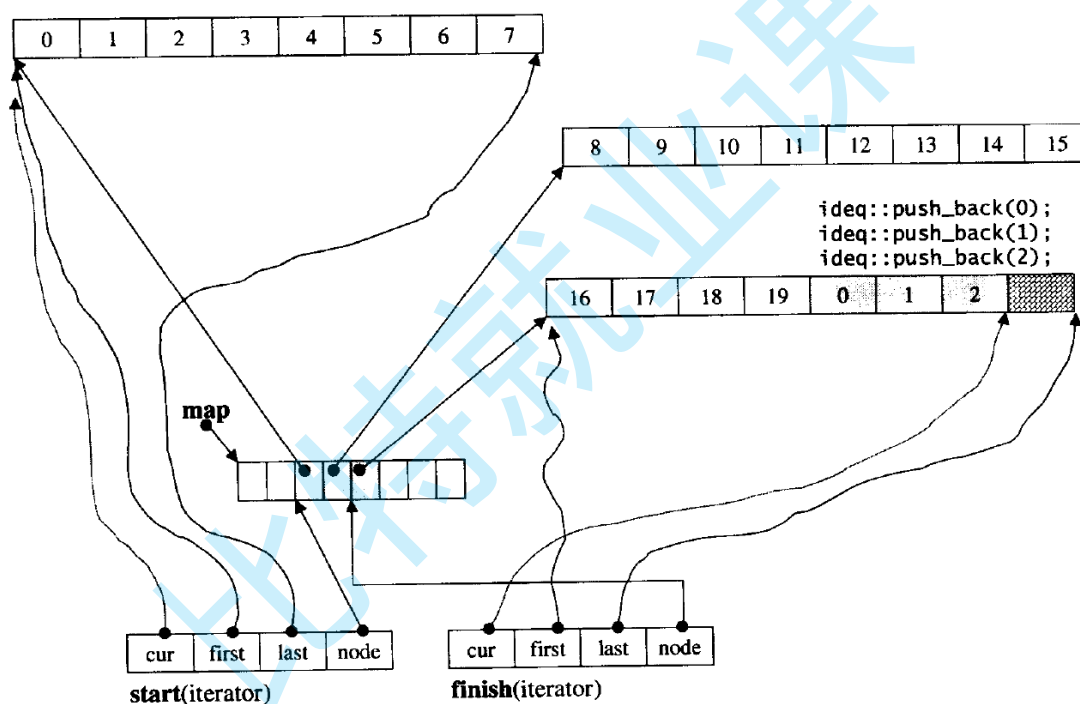 0 1 2 3 4 5 6 7
8 9 10 11 12 13 14 15
ideq::push_back(0);
ideq::push_back(1);
ideq::push_back(2);
16 17 18 19 0 1 2
map
cur first last node
start(iterator)
cur first last node
finish(iterator)
比特就业课